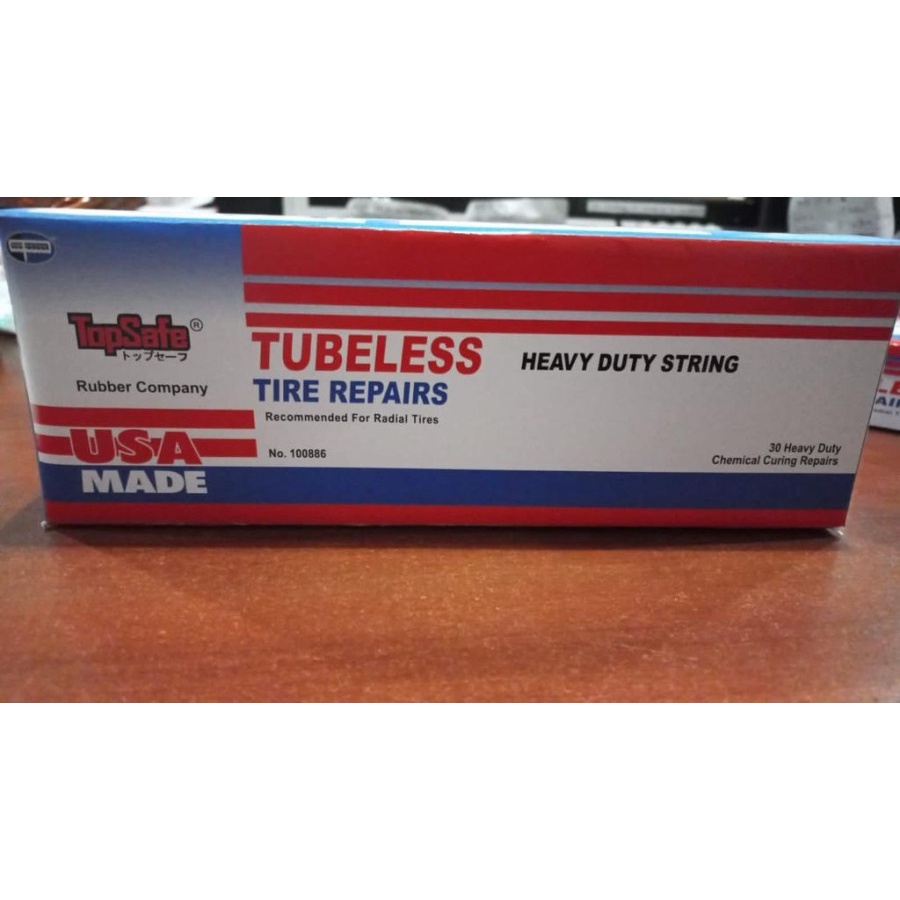 TopSafe®
トップセーフ
Rubber Company
USA
MADE
TUBELESS
TIRE REPAIRS
Recommended For Radial Tires
No. 100886
HEAVY DUTY STRING
30 Heavy Duty
Chemical Curing Repairs